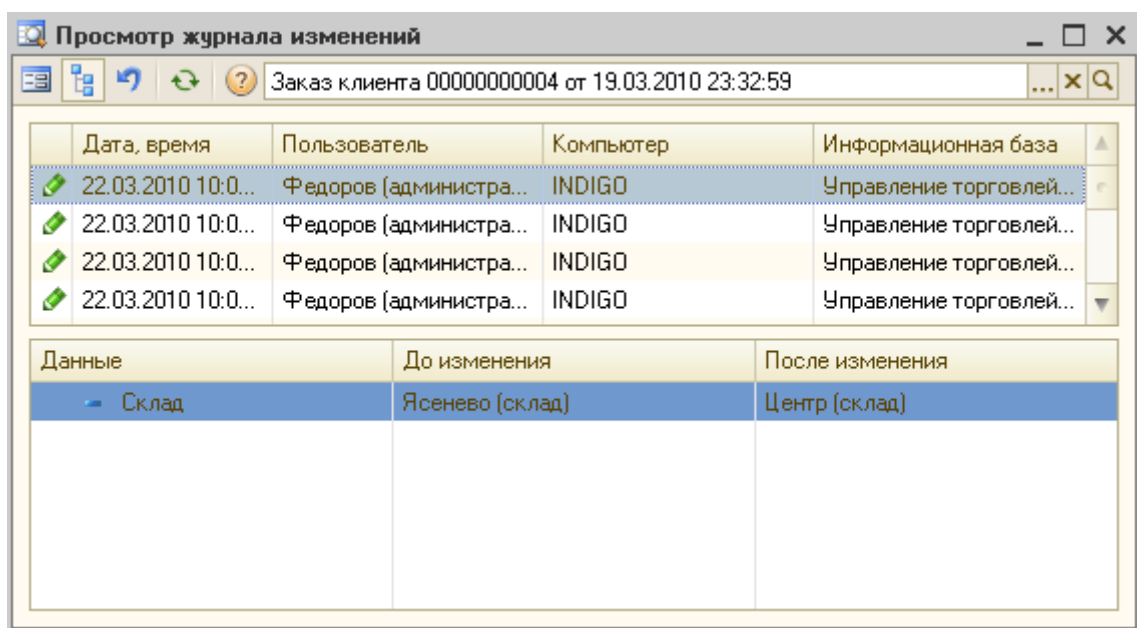 Просмотр журнала изменений
Заказ клиента 00000000004 от 19.03.2010 23:32:59 ...
Дата, время Пользователь Компьютер Информационная база
22.03.2010 10:0... Федоров (администра... INDIGO Управление торговлей...
22.03.2010 10:0... Федоров (администра... INDIGO Управление торговлей...
22.03.2010 10:0... Федоров (администра... INDIGO Управление торговлей...
22.03.2010 10:0... Федоров (администра... INDIGO Управление торговлей...
Данные До изменения После изменения
Склад Ясенево (склад) Центр (склад)